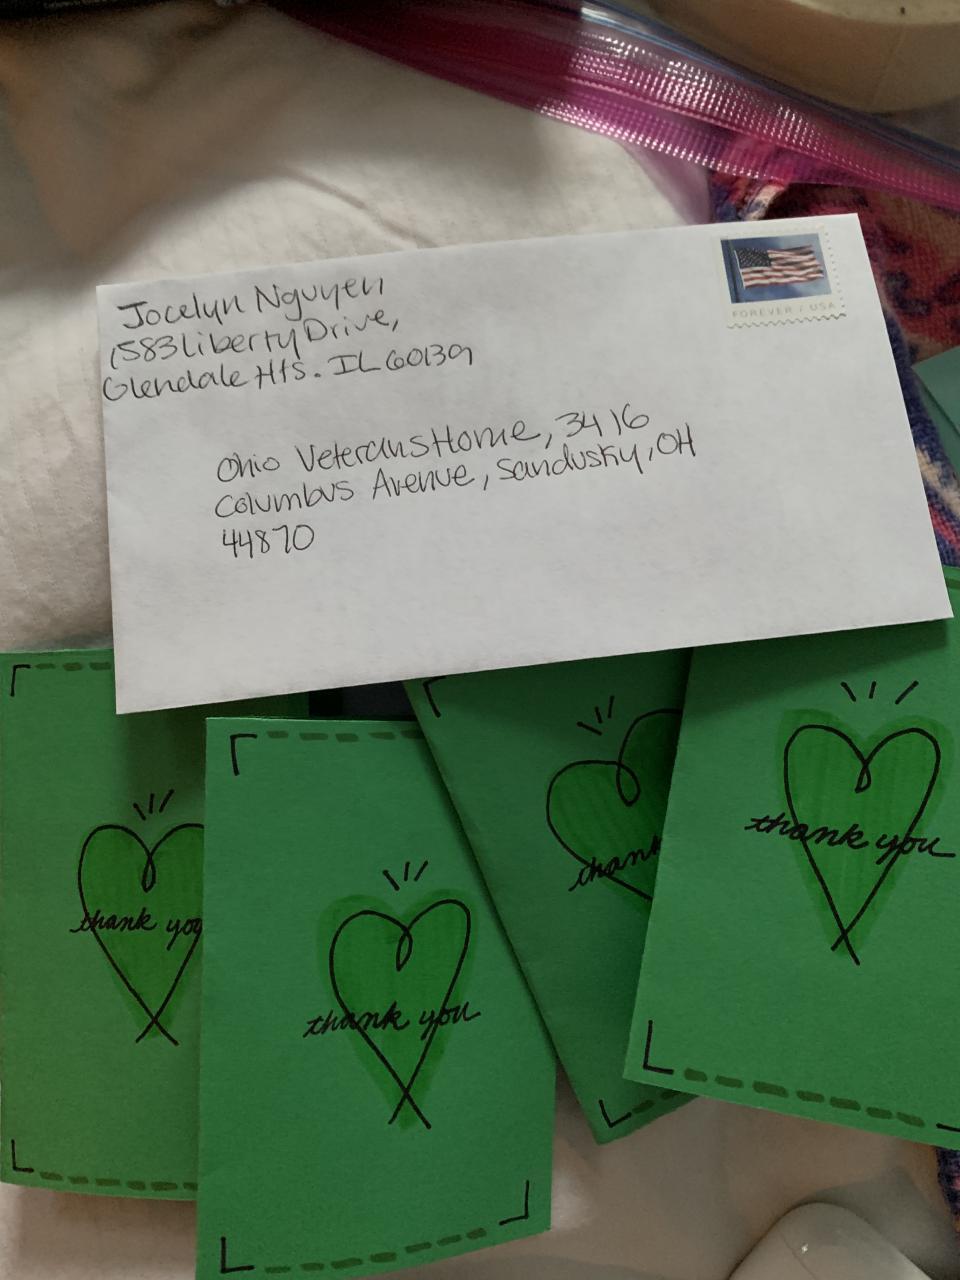 Jocelyn Nguyen
1583 Liberty Drive,
Glendale Hts. IL 60139
FOREVER / USA
Ohio Veterans Home, 3416
Columbus Avenue, Sandusky, OH
44870
thank you
thank you
thank
thank you